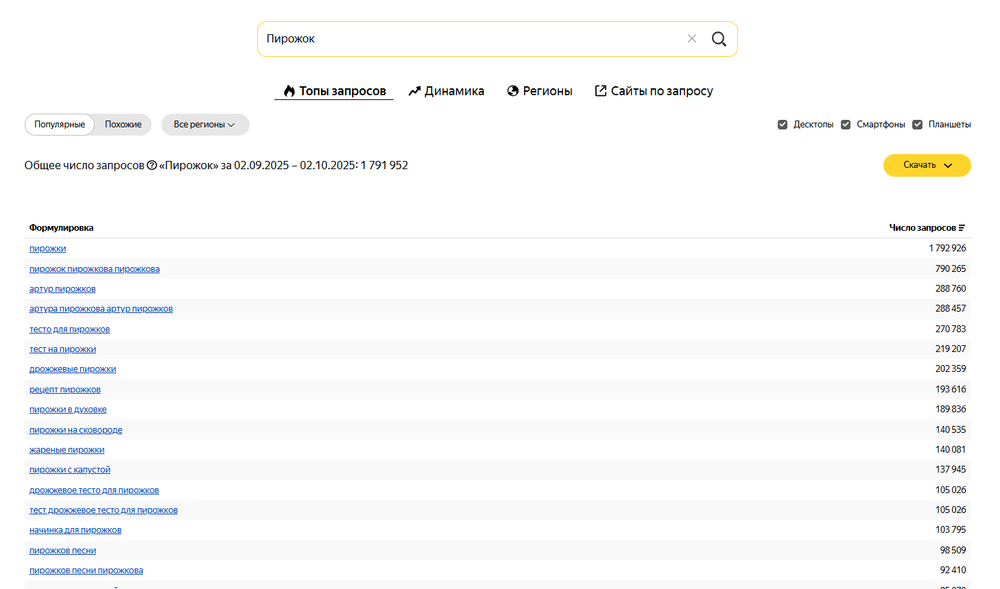 Пирожок
Топы запросов Динамика Регионы Сайты по запросу
Популярные Похожие Все регионы Десктопы Смартфоны Планшеты
Общее число запросов «Пирожок» за 02.09.2025 – 02.10.2025: 1 791 952 Скачать
Формулировка Число запросов
пирожки 1 792 926
пирожок пирожкова пирожкова 790 265
артур пирожков 288 760
артура пирожкова артур пирожков 288 457
тесто для пирожков 270 783
тест на пирожки 219 207
дрожжевые пирожки 202 359
рецепт пирожков 193 616
пирожки в духовке 189 836
пирожки на сковороде 140 535
жареные пирожки 140 081
пирожки с капустой 137 945
дрожжевое тесто для пирожков 105 026
тест дрожжевое тесто для пирожков 105 026
начинка для пирожков 103 795
пирожков песни 98 509
пирожков песни пирожкова 92 410